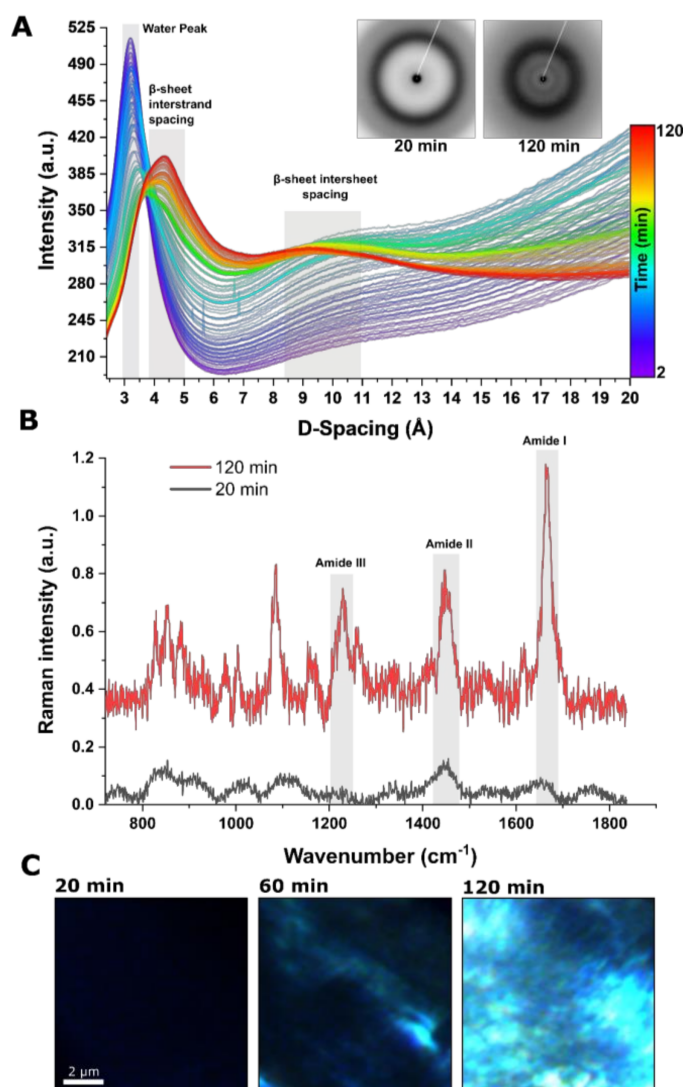 A
525
490
455
420
385
350
315
280
245
210
Intensity (a.u.)
Water Peak
β-sheet
interstrand
spacing
β-sheet intersheet
spacing
20 min
120 min
120
Time (min)
2
3 4 5 6 7 8 9 10 11 12 13 14 15 16 17 18 19 20
D-Spacing (Å)
B
1.2
0.8
0.6
0.4
0.2
0.0
Raman intensity (a.u.)
120 min
20 min
Amide III
Amide II
Amide I
800 1000 1200 1400 1600 1800
Wavenumber (cm⁻¹)
C
20 min
60 min
120 min
2 µm